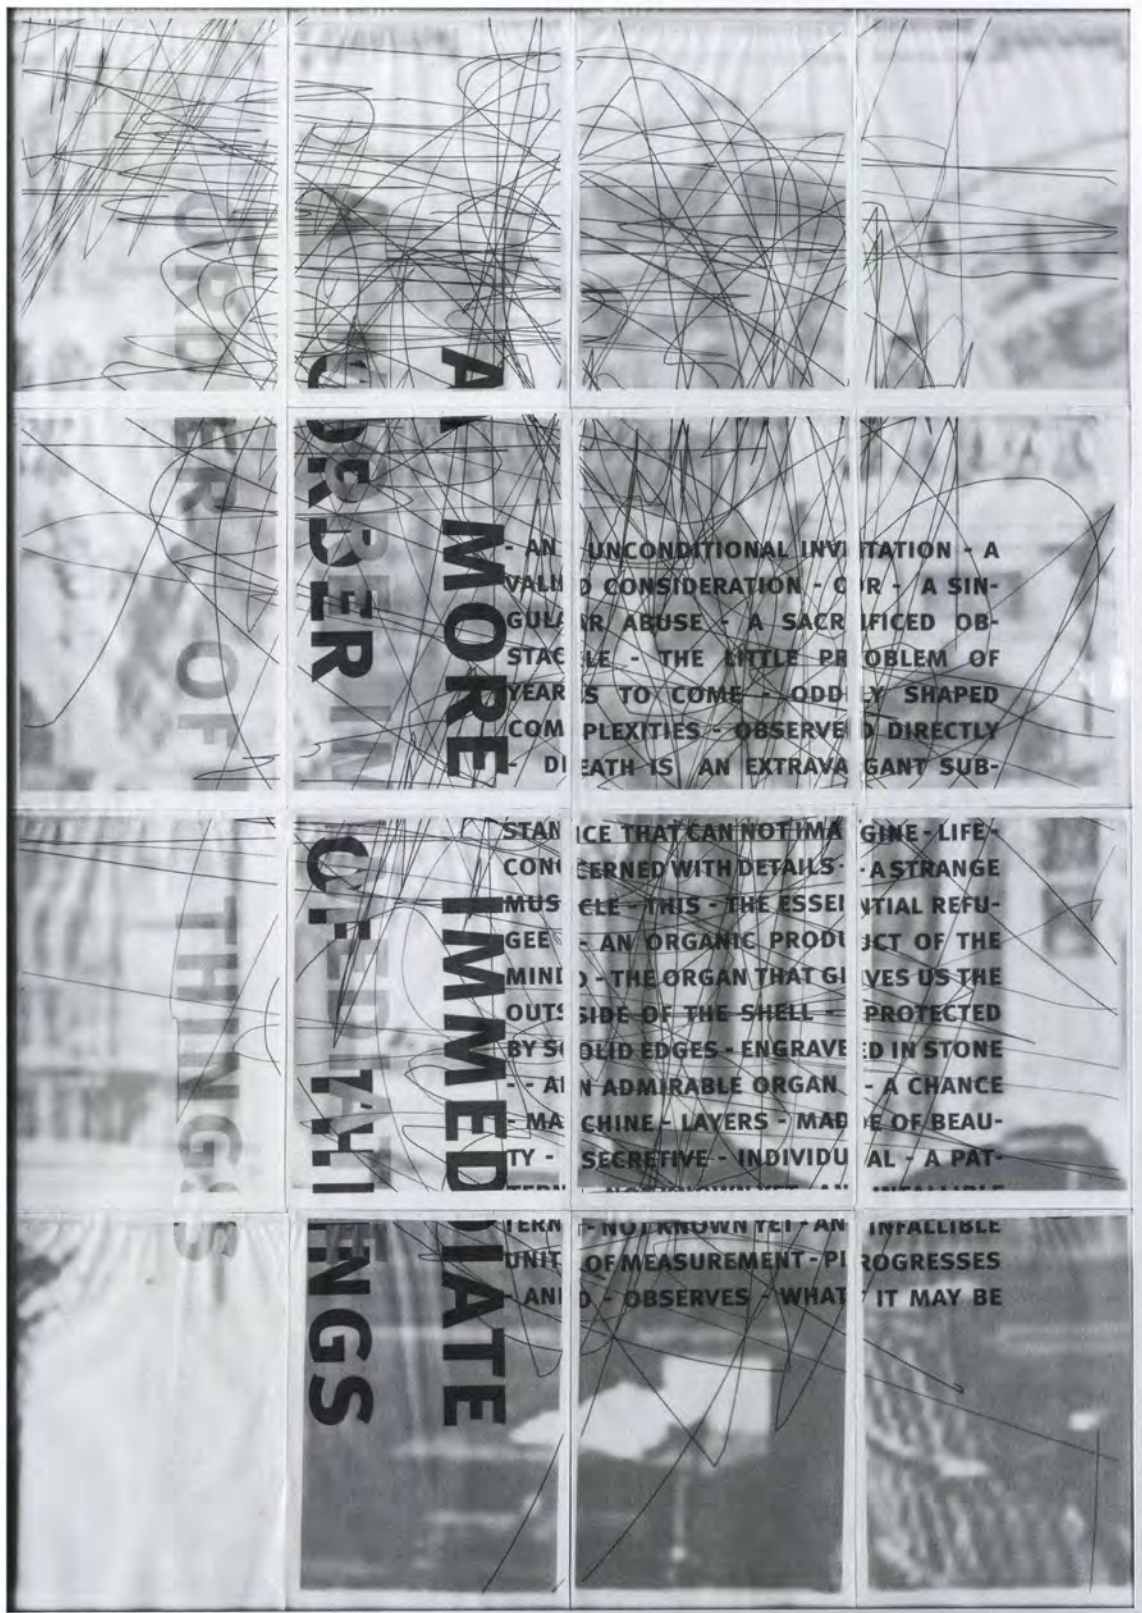 A MORE IMMEDIATE
ORDER OF THINGS
ORDER OF THINGS
- AN UNCONDITIONAL INVITATION - A
VALID CONSIDERATION - OR - A SIN-
GULAR ABUSE - A SACRIFICED OB-
STACLE - THE LITTLE PROBLEM OF
YEARS TO COME - ODDLY SHAPED
COMPLEXITIES - OBSERVED DIRECTLY
- DEATH IS AN EXTRAVAGANT SUB-
STANCE THAT CAN NOT IMAGINE - LIFE -
CONCERNED WITH DETAILS - A STRANGE
MUSCLE - THIS - THE ESSENTIAL REFU-
GEE - AN ORGANIC PRODUCT OF THE
MIND - THE ORGAN THAT GIVES US THE
OUTSIDE OF THE SHELL - PROTECTED
BY SOLID EDGES - ENGRAVED IN STONE
- - AN ADMIRABLE ORGAN - A CHANCE
- MACHINE - LAYERS - MADE OF BEAU-
TY - SECRETIVE - INDIVIDUAL - A PAT-
TERN - NOT KNOWN YET - AN INFALLIBLE
UNIT OF MEASUREMENT - PROGRESSES
- AND - OBSERVES - WHAT IT MAY BE